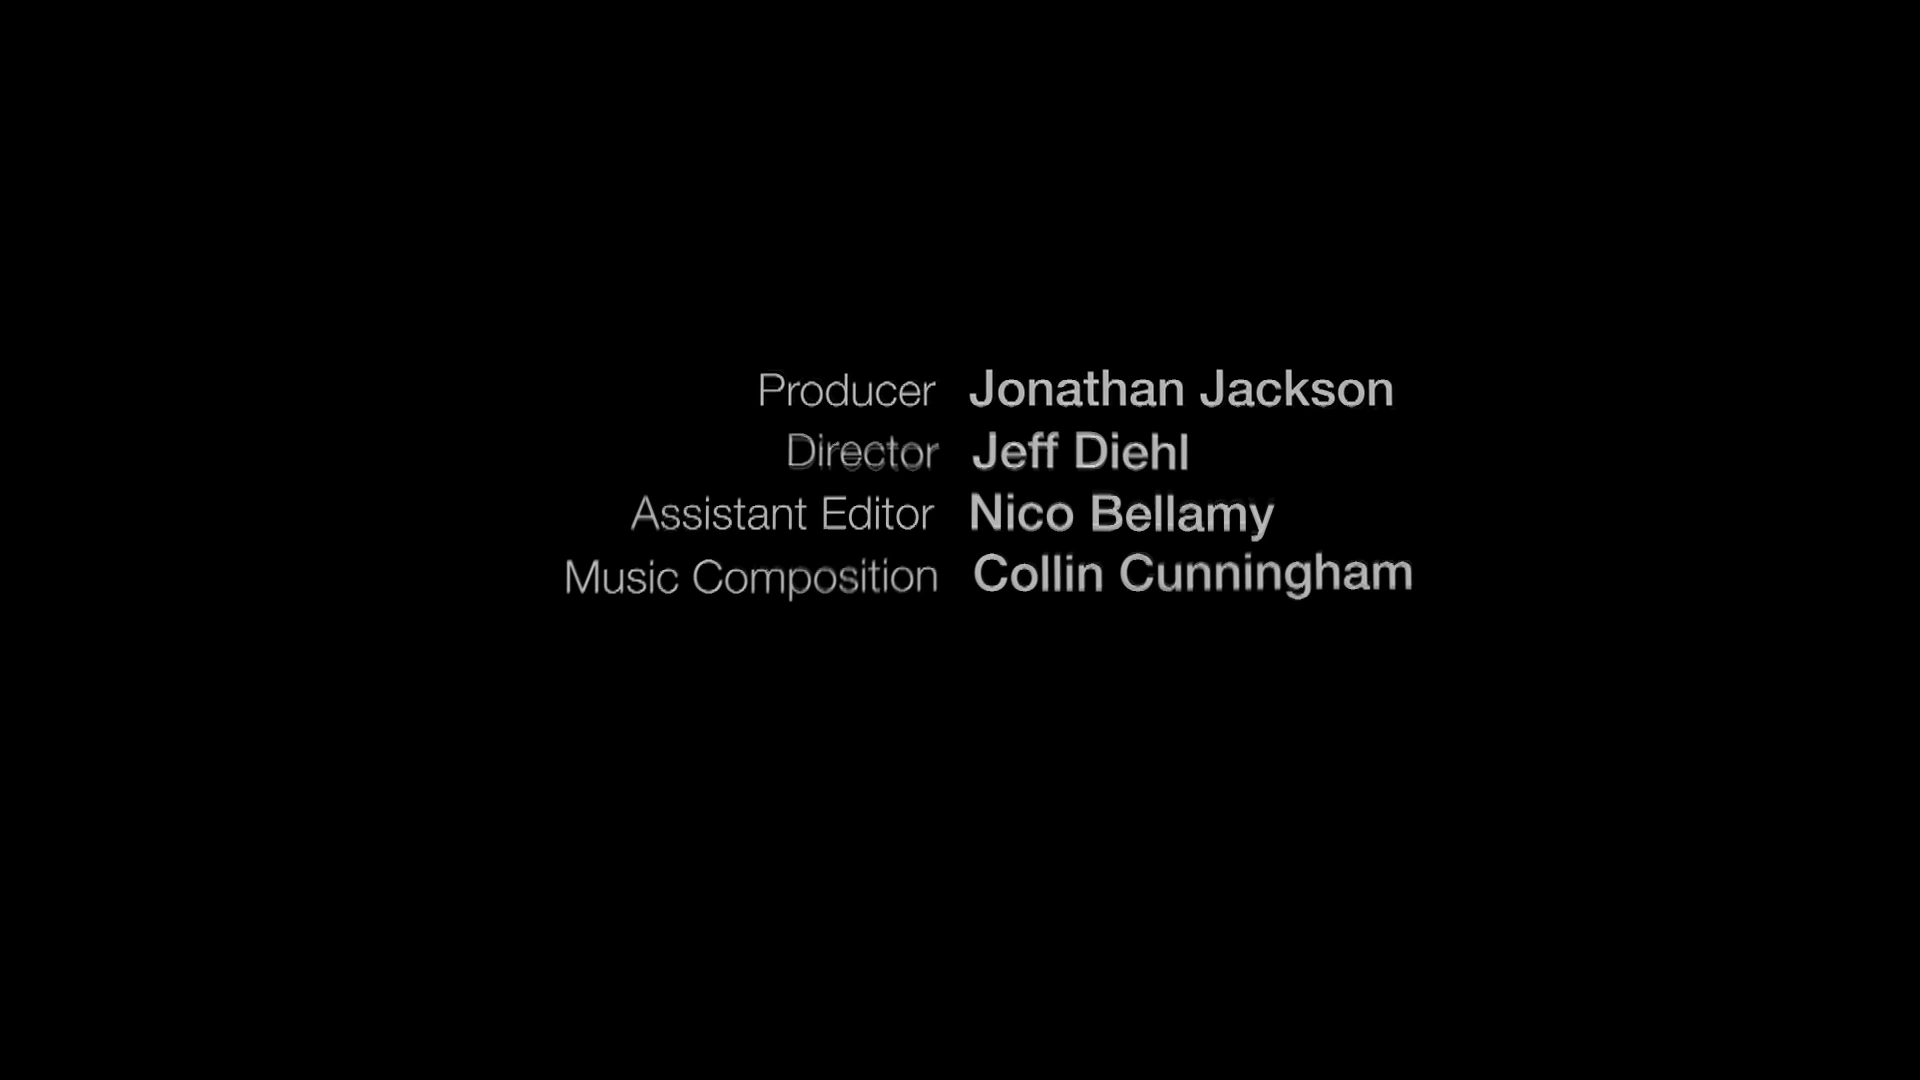 Producer Jonathan Jackson
Director Jeff Diehl
Assistant Editor Nico Bellamy
Music Composition Collin Cunningham